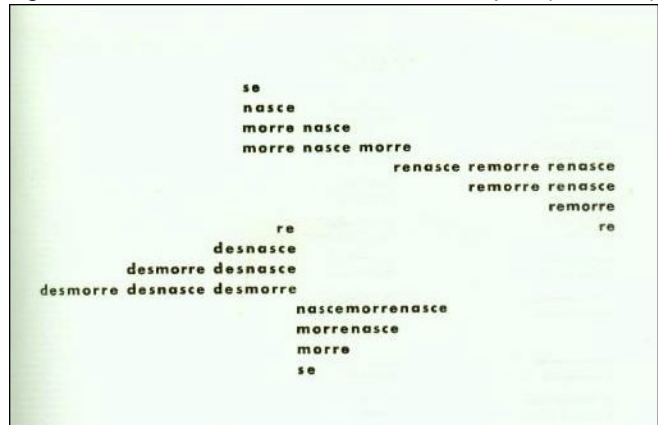 se
nasce
morre nasce
morre nasce morre
renasce remorre renasce
remorre renasce
remorre
re re
desnasce
desmorre desnasce
desmorre desnasce desmorre
nascemorrenasce
morrenasce
morre
se